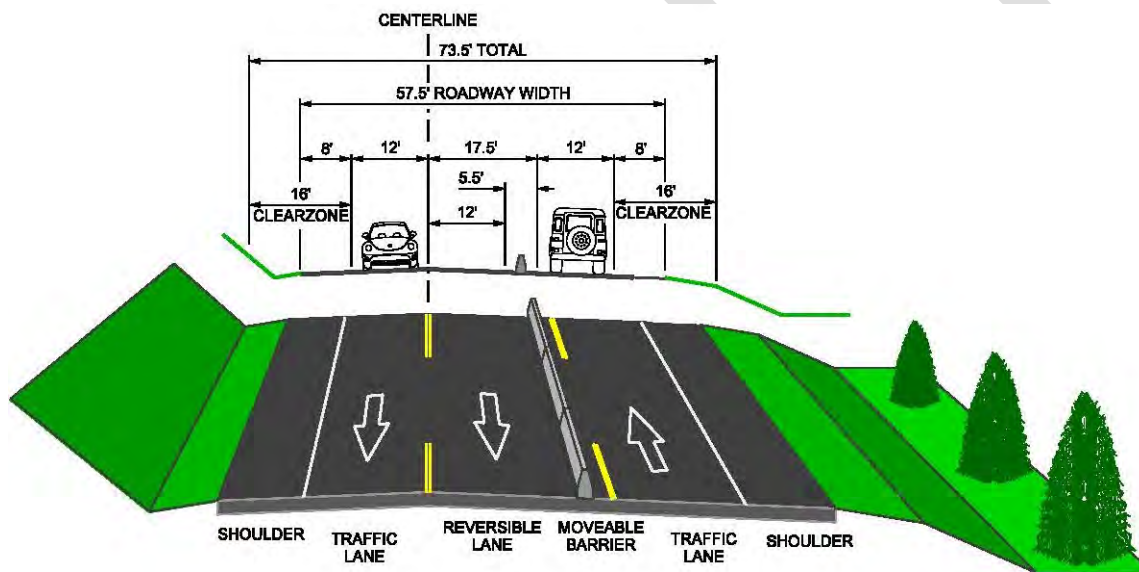 CENTERLINE
73.5' TOTAL
57.5' ROADWAY WIDTH
8' 12' 17.5' 12' 8'
5.5'
16' 16'
CLEARZONE 12' CLEARZONE
SHOULDER TRAFFIC LANE REVERSIBLE LANE MOVEABLE BARRIER TRAFFIC LANE SHOULDER